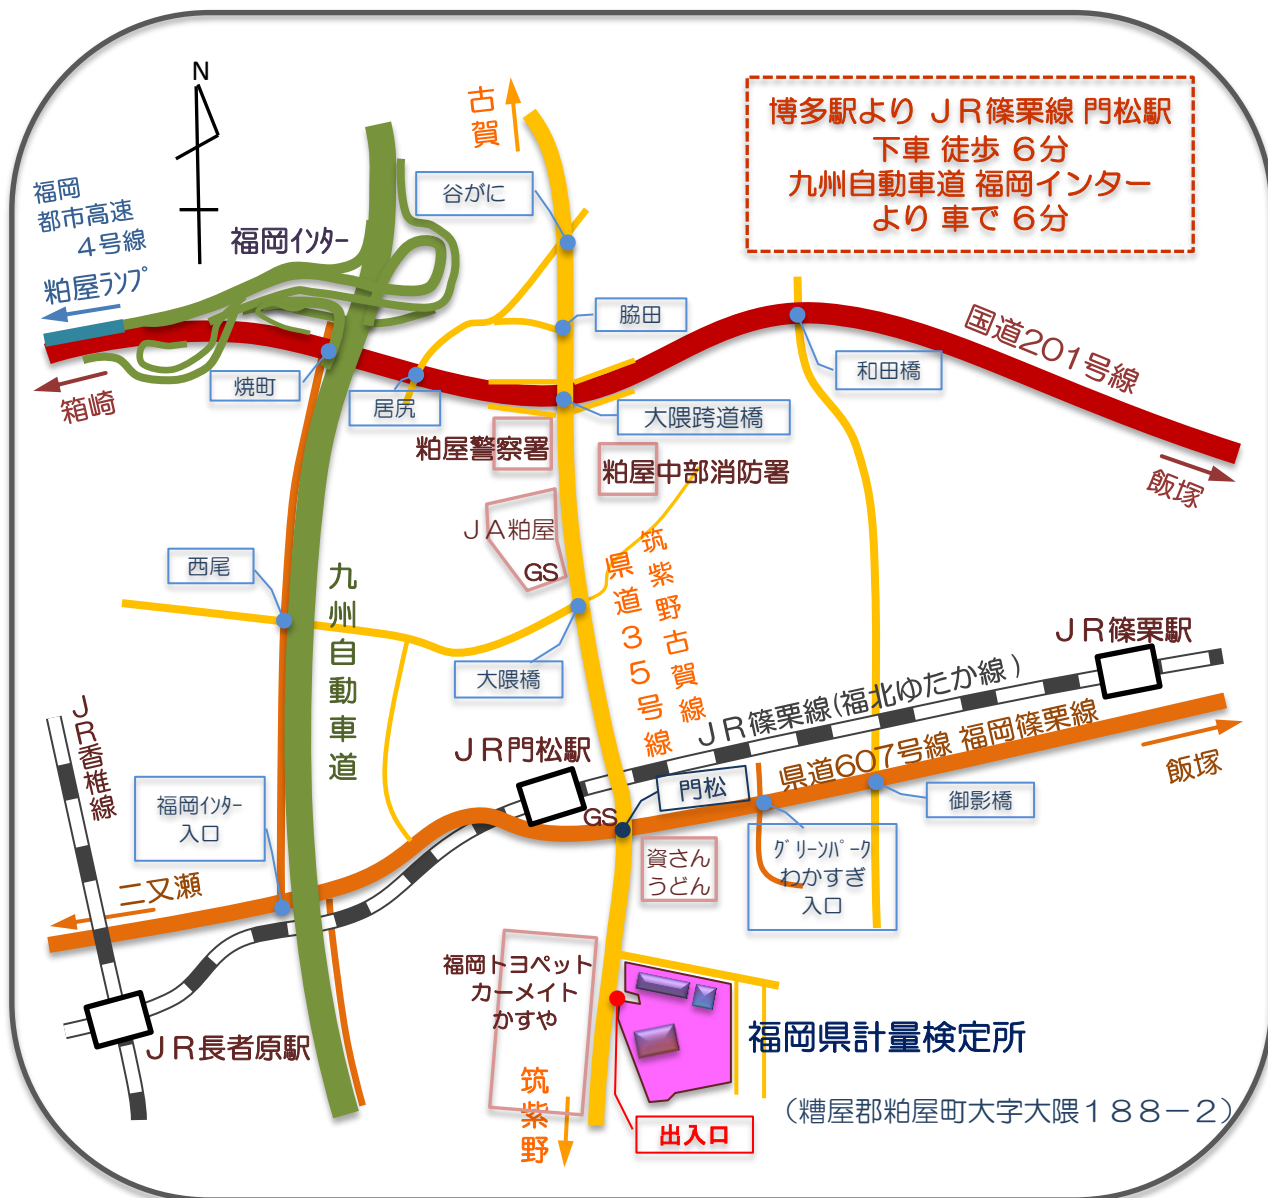 N
古賀
博多駅より JR篠栗線 門松駅
下車 徒歩 6分
九州自動車道 福岡インター
より 車で 6分
福岡
都市高速
4号線
粕屋ランプ
福岡インター
谷がに
脇田
国道201号線
箱崎
焼町
居尻
大隈跨道橋
和田橋
飯塚
粕屋警察署
粕屋中部消防署
JA粕屋
GS
西尾
九州自動車道
県道35号線
筑紫野古賀線
大隈橋
JR篠栗駅
JR篠栗線(福北ゆたか線)
県道607号線 福岡篠栗線
飯塚
JR香椎線
JR門松駅
GS
門松
御影橋
福岡インター
入口
グリーンパーク
わかすぎ
入口
資さん
うどん
二又瀬
福岡トヨペット
カーメイト
かすや
JR長者原駅
福岡県計量検定所
(糟屋郡粕屋町大字大隈188-2)
筑紫野
出入口